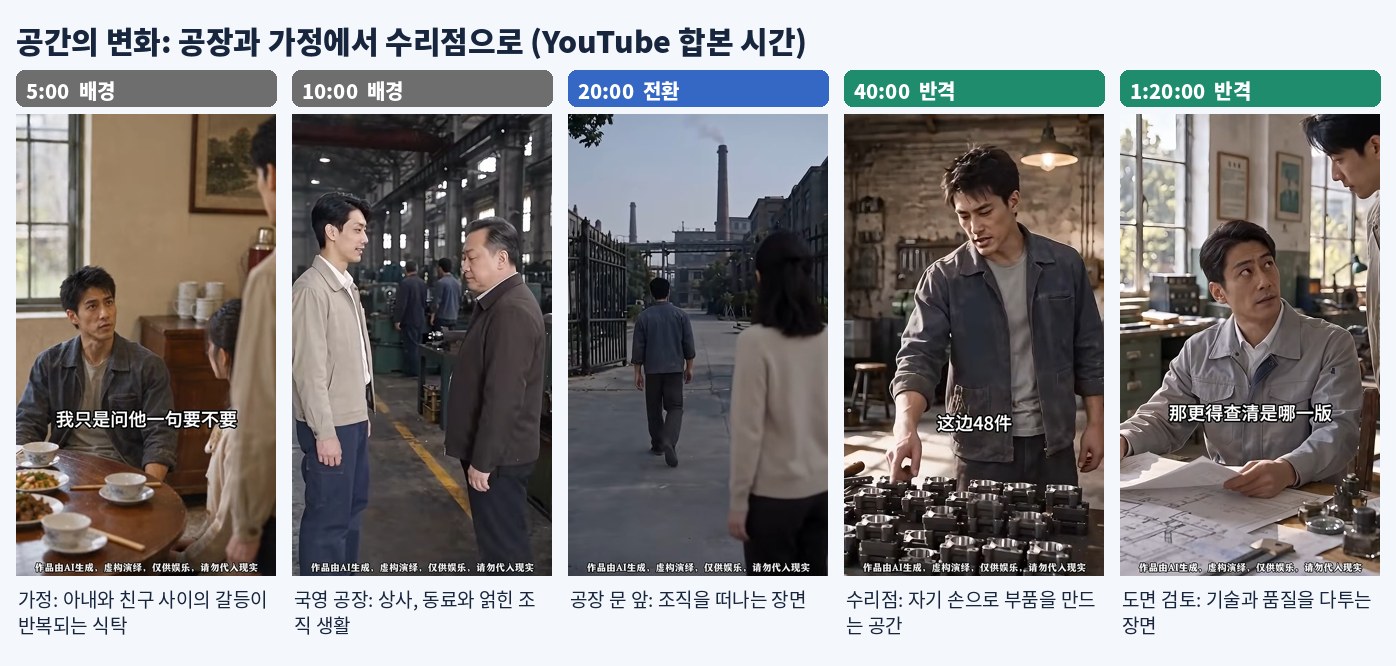 공간의 변화: 공장과 가정에서 수리점으로 (YouTube 합본 시간)
5:00 배경
10:00 배경
20:00 전환
40:00 반격
1:20:00 반격
我只是问他一句要不要
这边48件
那更得查清是哪一版
作品由AI生成，虚构演绎，仅供娱乐，请勿代入现实
作品由AI生成，虚构演绎，仅供娱乐，请勿代入现实
作品由AI生成，虚构演绎，仅供娱乐，请勿代入现实
作品由AI生成，虚构演绎，仅供娱乐，请勿代入现实
作品由AI生成，虚构演绎，仅供娱乐，请勿代入现实
가정: 아내와 친구 사이의 갈등이
반복되는 식탁
국영 공장: 상사, 동료와 얽힌 조
직 생활
공장 문 앞: 조직을 떠나는 장면
수리점: 자기 손으로 부품을 만드
는 공간
도면 검토: 기술과 품질을 다투는
장면